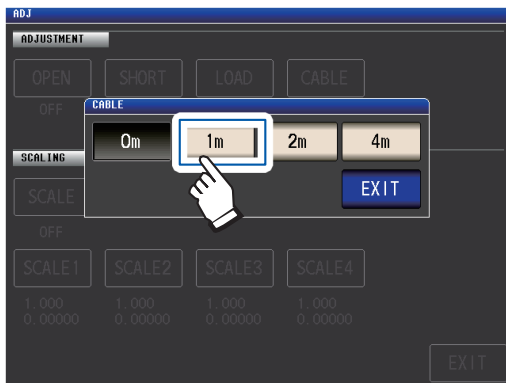 ADJ
ADJUSTMENT
OPEN SHORT LOAD CABLE
OFF
CABLE
0m 1m 2m 4m
EXIT
SCALING
SCALE
OFF
SCALE1 SCALE2 SCALE3 SCALE4
1.000 1.000 1.000 1.000
0.00000 0.00000 0.00000 0.00000
EXIT